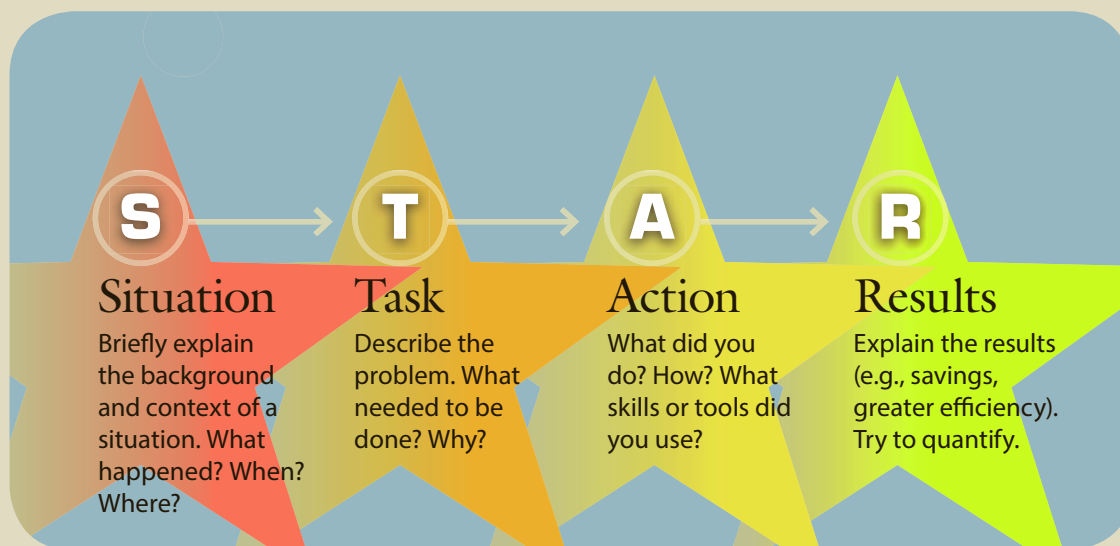 S
T
A
R
Situation
Briefly explain
the background
and context of a
situation. What
happened? When?
Where?
Task
Describe the
problem. What
needed to be
done? Why?
Action
What did you
do? How? What
skills or tools did
you use?
Results
Explain the results
(e.g., savings,
greater efficiency).
Try to quantify.